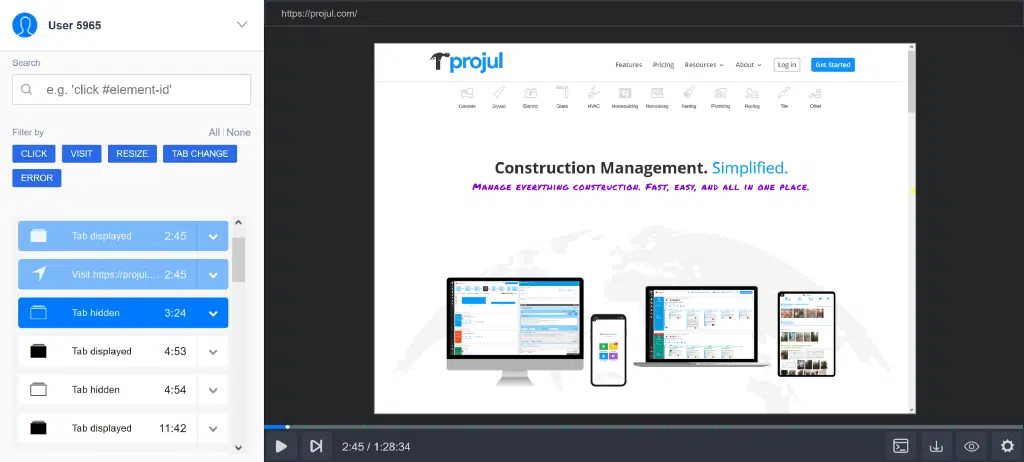 User 5965
Search
e.g. 'click #element-id'
Filter by
All | None
CLICK
VISIT
RESIZE
TAB CHANGE
ERROR
Tab displayed 2:45
Visit https://projul.... 2:45
Tab hidden 3:24
Tab displayed 4:53
Tab hidden 4:54
Tab displayed 11:42
https://projul.com/
projul
Features Pricing Resources About Log in Get Started
Concrete Drywall Electric Glass HVAC Homebuilding Remodeling Painting Plumbing Roofing Tile Other
Construction Management. Simplified.
Manage everything construction. Fast, easy, and all in one place.
2:45 / 1:28:34